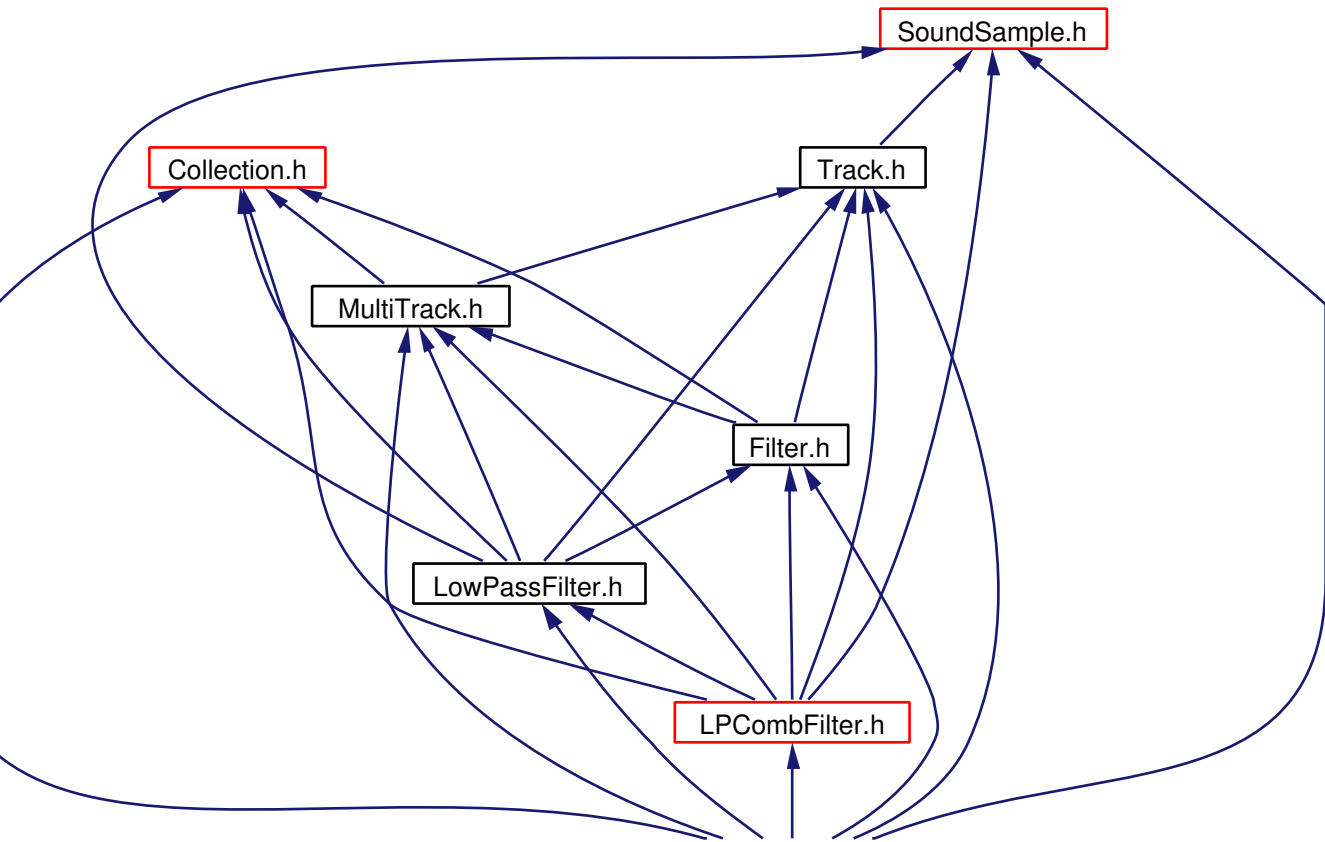 SoundSample.h
Collection.h
Track.h
MultiTrack.h
Filter.h
LowPassFilter.h
LPCombFilter.h